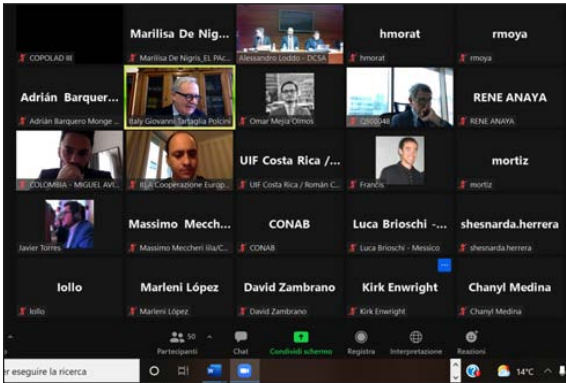 COPOLAD III
Marilisa De Nig...
Marilisa De Nigris_EL PAc...
Alessandro Loddo - DCSA
hmorat
hmorat
rmoya
rmoya
Adrián Barquer...
Adrián Barquero Monge ...
Italy Giovanni Tartaglia Polcini
Omar Mejía Olmos
RENE ANAYA
RENE ANAYA
COLOMBIA - MIGUEL AVI...
IILA Cooperazione Europ...
UIF Costa Rica /...
UIF Costa Rica / Román C...
Francis
mortiz
mortiz
Javier Torres
Massimo Mecch...
Massimo Meccheri Iila/C...
CONAB
CONAB
Luca Brioschi -...
Luca Brioschi - Messico
shesnarda.herrera
shesnarda.herrera
lollo
lollo
Marleni López
Marleni López
David Zambrano
David Zambrano
Kirk Enwright
Kirk Enwright
Chanyl Medina
Chanyl Medina
50
Partecipanti
Chat
Condividi schermo
Registra
Interpretazione
Reazioni
er eseguire la ricerca
14°C